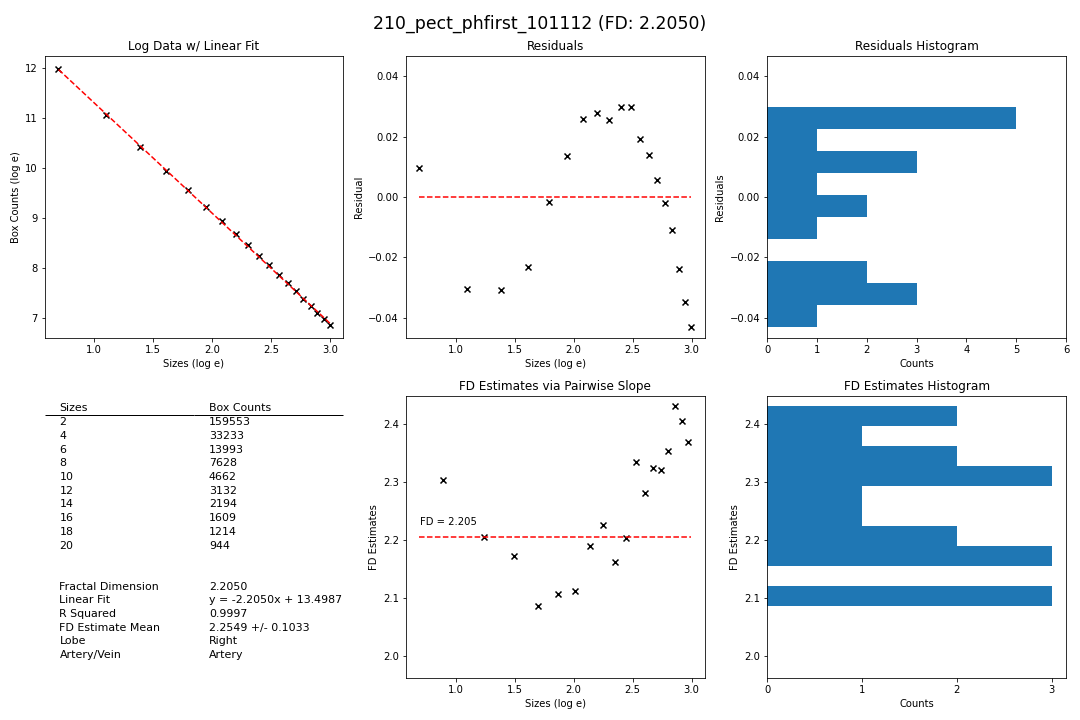 210_pect_phfirst_101112 (FD: 2.2050)
Log Data w/ Linear Fit
12
11
10
9
8
7
Box Counts (log e)
1.0 1.5 2.0 2.5 3.0
Sizes (log e)
Residuals
0.04
0.02
0.00
−0.02
−0.04
Residual
1.0 1.5 2.0 2.5 3.0
Sizes (log e)
Residuals Histogram
0.04
0.02
0.00
−0.02
−0.04
Residuals
0 1 2 3 4 5 6
Counts
Sizes Box Counts
2 159553
4 33233
6 13993
8 7628
10 4662
12 3132
14 2194
16 1609
18 1214
20 944
Fractal Dimension 2.2050
Linear Fit y = -2.2050x + 13.4987
R Squared 0.9997
FD Estimate Mean 2.2549 +/- 0.1033
Lobe Right
Artery/Vein Artery
FD Estimates via Pairwise Slope
2.4
2.3
2.2
2.1
2.0
FD Estimates
FD = 2.205
1.0 1.5 2.0 2.5 3.0
Sizes (log e)
FD Estimates Histogram
2.4
2.3
2.2
2.1
2.0
FD Estimates
0 1 2 3
Counts